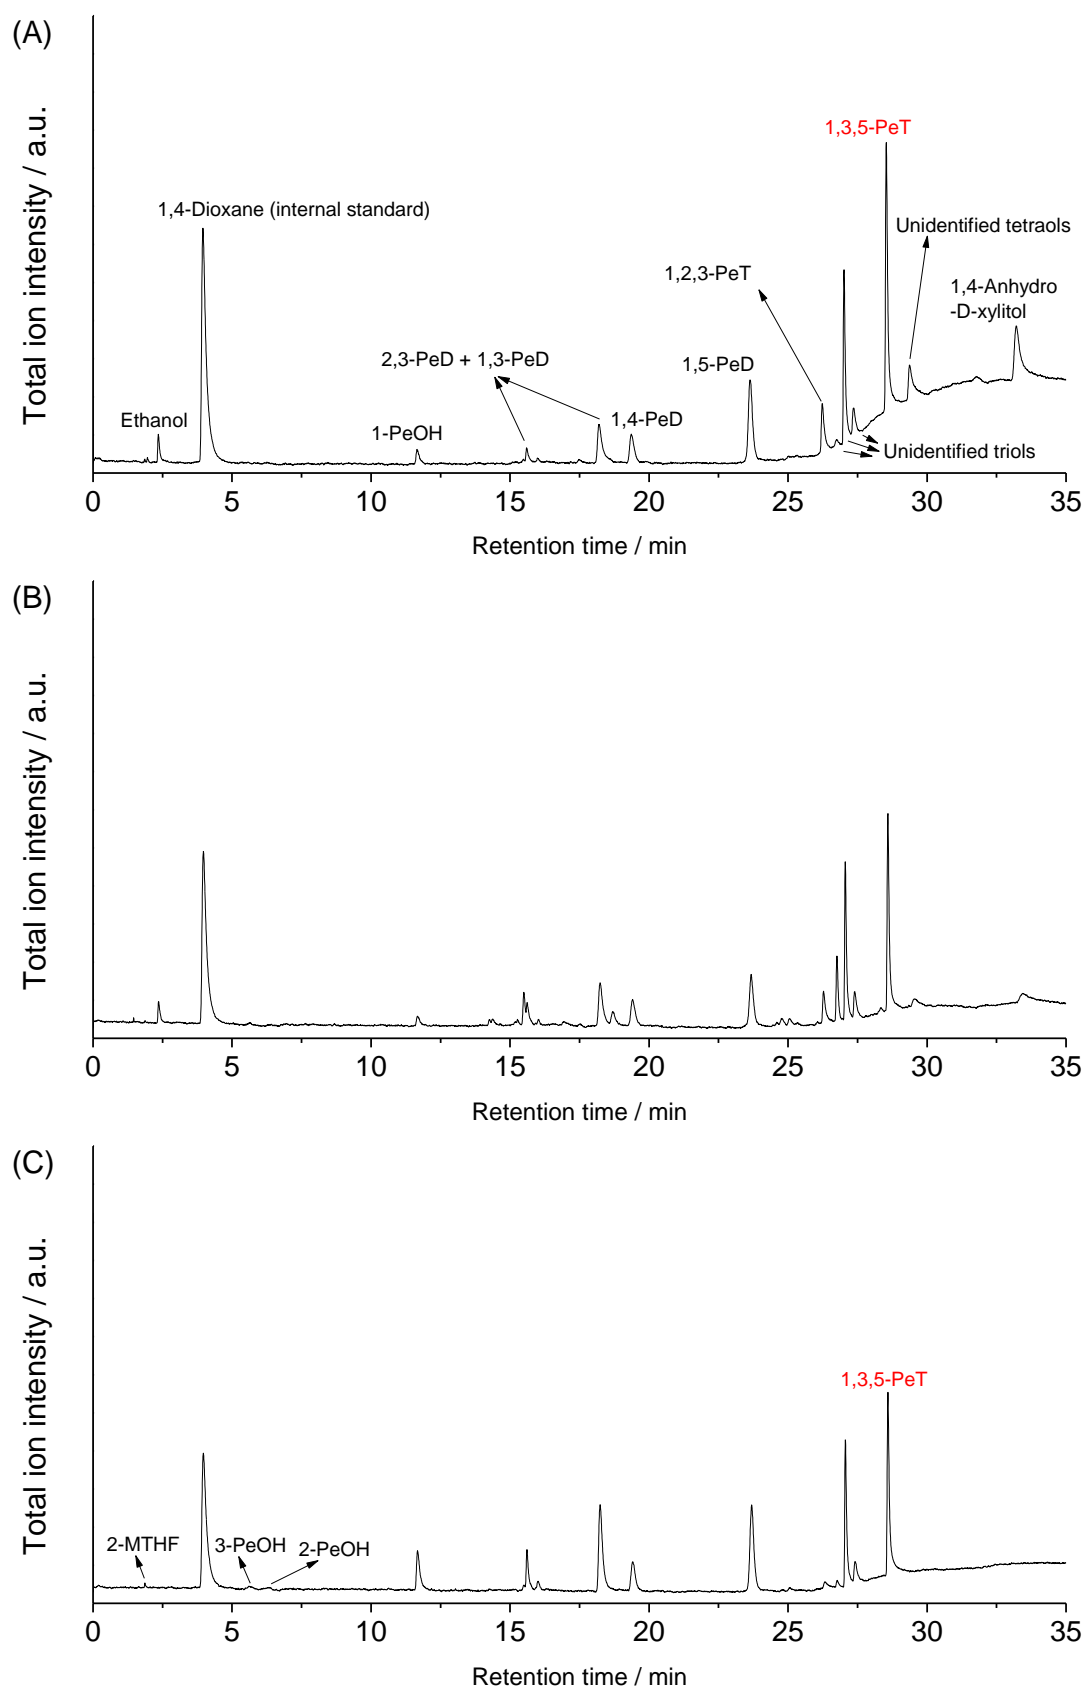 (A)
Total ion intensity / a.u.
1,3,5-PeT
1,4-Dioxane (internal standard)
Unidentified tetraols
1,2,3-PeT
1,4-Anhydro
-D-xylitol
2,3-PeD + 1,3-PeD
1,5-PeD
Ethanol
1-PeOH
1,4-PeD
Unidentified triols
0 5 10 15 20 25 30 35
Retention time / min
(B)
Total ion intensity / a.u.
0 5 10 15 20 25 30 35
Retention time / min
(C)
Total ion intensity / a.u.
1,3,5-PeT
2-MTHF
3-PeOH
2-PeOH
0 5 10 15 20 25 30 35
Retention time / min